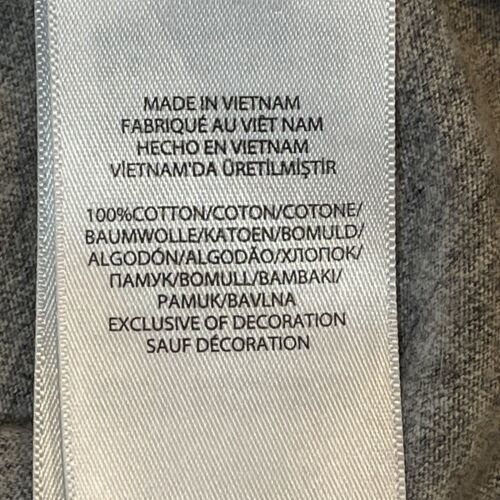 MADE IN VIETNAM
FABRIQUÉ AU VIÊT NAM
HECHO EN VIETNAM
VİETNAM'DA ÜRETİLMİŞTİR
100%COTTON/COTON/COTONE/
BAUMWOLLE/KATOEN/BOMULD/
ALGODÓN/ALGODÃO/ХЛОПОК/
ПАМУК/BOMULL/BAMBAKI/
PAMUK/BAVLNA
EXCLUSIVE OF DECORATION
SAUF DÉCORATION